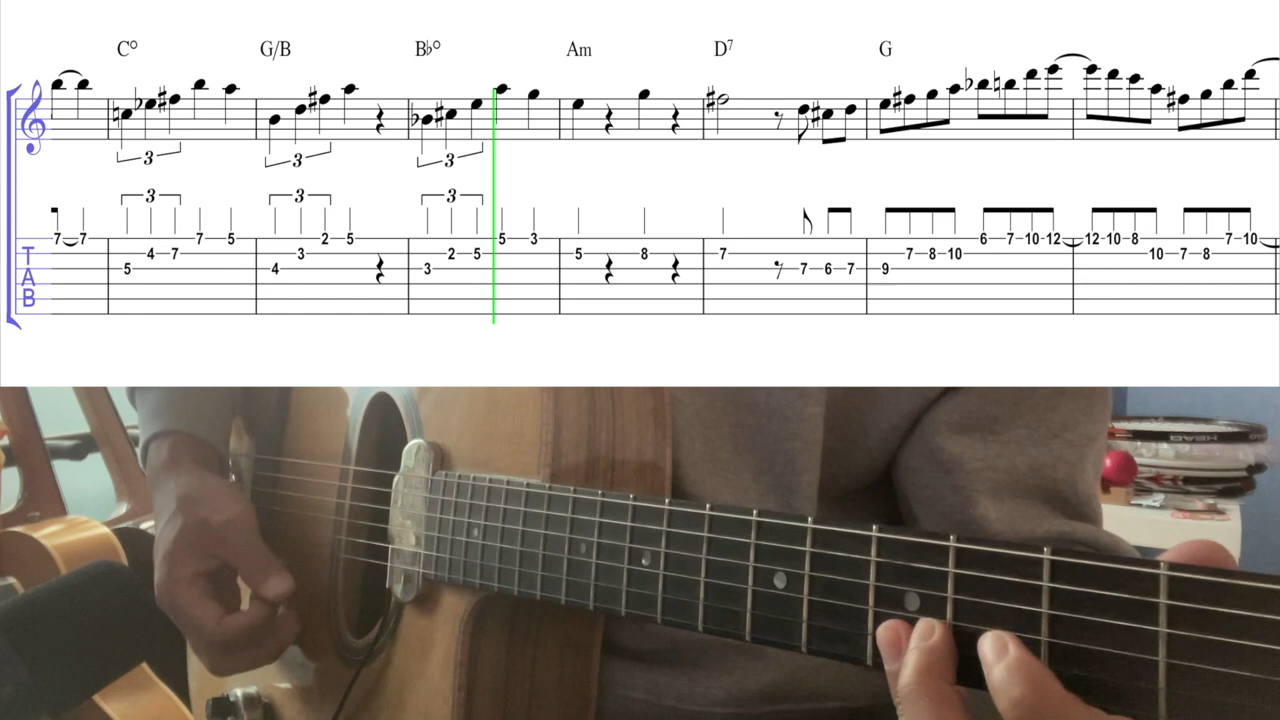 C° G/B B♭° Am D7 G
3 3 3
3 3 3
7 7 7 5 2 5 5 3 6 7 10 12 12 10 8 7 10
T 4 7 3 2 5 5 8 7 7 8 10 10 7 8
A 5 4 3 7 6 7 9
B
HEAD